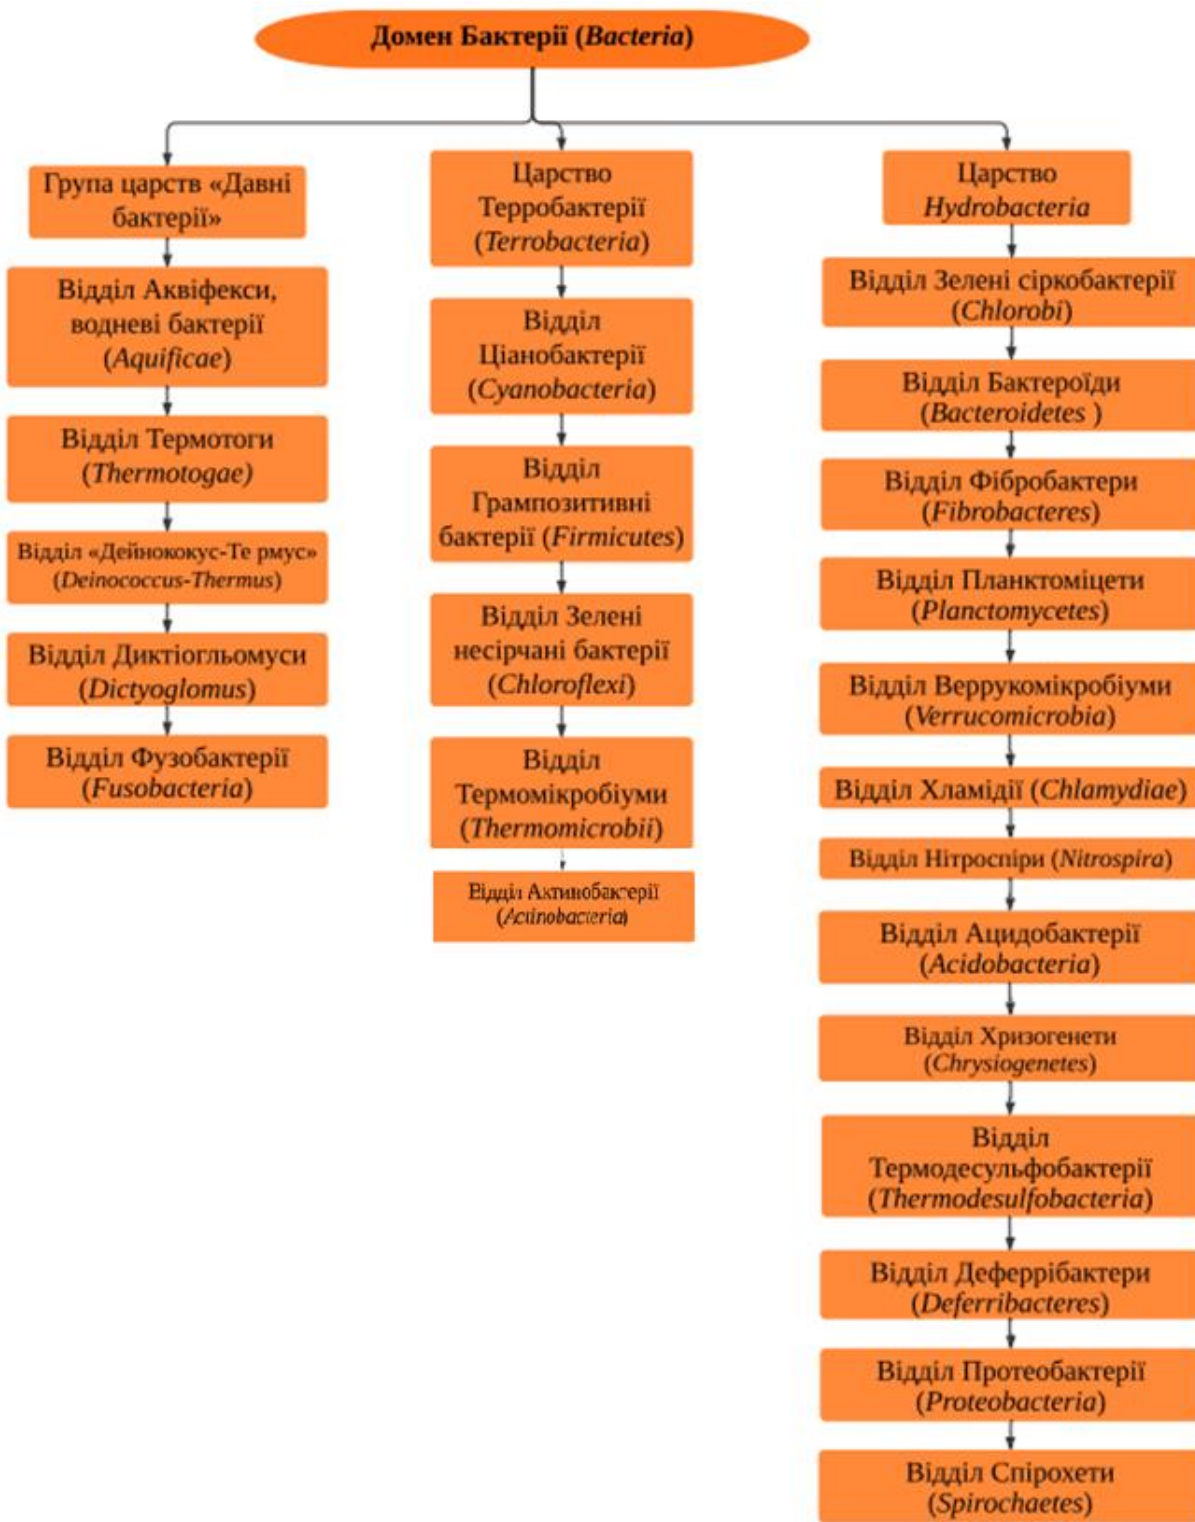 Домен Бактерії (Bacteria)
Група царств «Давні
бактерії»
Відділ Аквіфекси,
водневі бактерії
(Aquificae)
Відділ Термотоги
(Thermotogae)
Відділ «Дейнококус-Те рмус»
(Deinococcus-Thermus)
Відділ Диктіогльомуси
(Dictyoglomus)
Відділ Фузобактерії
(Fusobacteria)
Царство
Терробактерії
(Terrobacteria)
Відділ
Ціанобактерії
(Cyanobacteria)
Відділ
Грампозитивні
бактерії (Firmicutes)
Відділ Зелені
несірчані бактерії
(Chloroflexi)
Відділ
Термомікробіуми
(Thermomicrobii)
Відділ Активобактерії
(Actinobacteria)
Царство
Hydrobacteria
Відділ Зелені сіркобактерії
(Chlorobi)
Відділ Бактероїди
(Bacteroidetes )
Відділ Фібробактери
(Fibrobacteres)
Відділ Планктоміцети
(Planctomycetes)
Відділ Веррукомікробіуми
(Verrucomicrobia)
Відділ Хламідії (Chlamydiae)
Відділ Нітроспіри (Nitrospira)
Відділ Ацидобактерії
(Acidobacteria)
Відділ Хризогенети
(Chrysiogenetes)
Відділ
Термодесульфобактерії
(Thermodesulfobacteria)
Відділ Деферрібактери
(Deferribacteres)
Відділ Протеобактерії
(Proteobacteria)
Відділ Спірохети
(Spirochaetes)